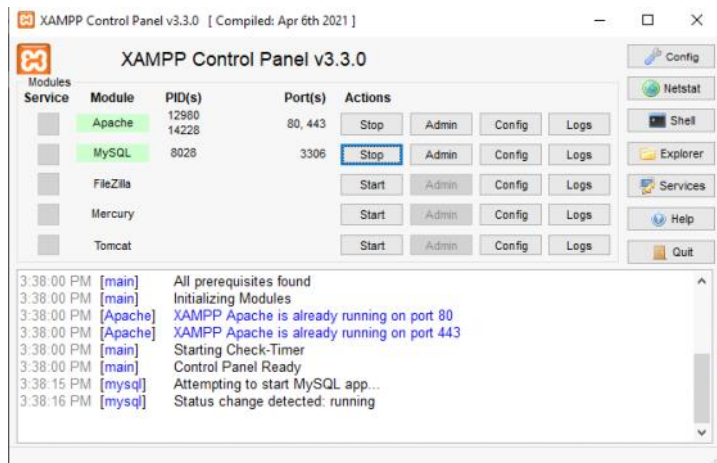 XAMPP Control Panel v3.3.0 [ Compiled: Apr 6th 2021 ]
XAMPP Control Panel v3.3.0
Config
Modules
Netstat
Service Module PID(s) Port(s) Actions
Apache 12980 14228 80, 443 Stop Admin Config Logs
Shell
MySQL 8028 3306 Stop Admin Config Logs
Explorer
FileZilla Start Admin Config Logs
Services
Mercury Start Admin Config Logs
Help
Tomcat Start Admin Config Logs
Quit
3:38:00 PM [main] All prerequisites found
3:38:00 PM [main] Initializing Modules
3:38:00 PM [Apache] XAMPP Apache is already running on port 80
3:38:00 PM [Apache] XAMPP Apache is already running on port 443
3:38:00 PM [main] Starting Check-Timer
3:38:00 PM [main] Control Panel Ready
3:38:15 PM [mysql] Attempting to start MySQL app...
3:38:16 PM [mysql] Status change detected: running